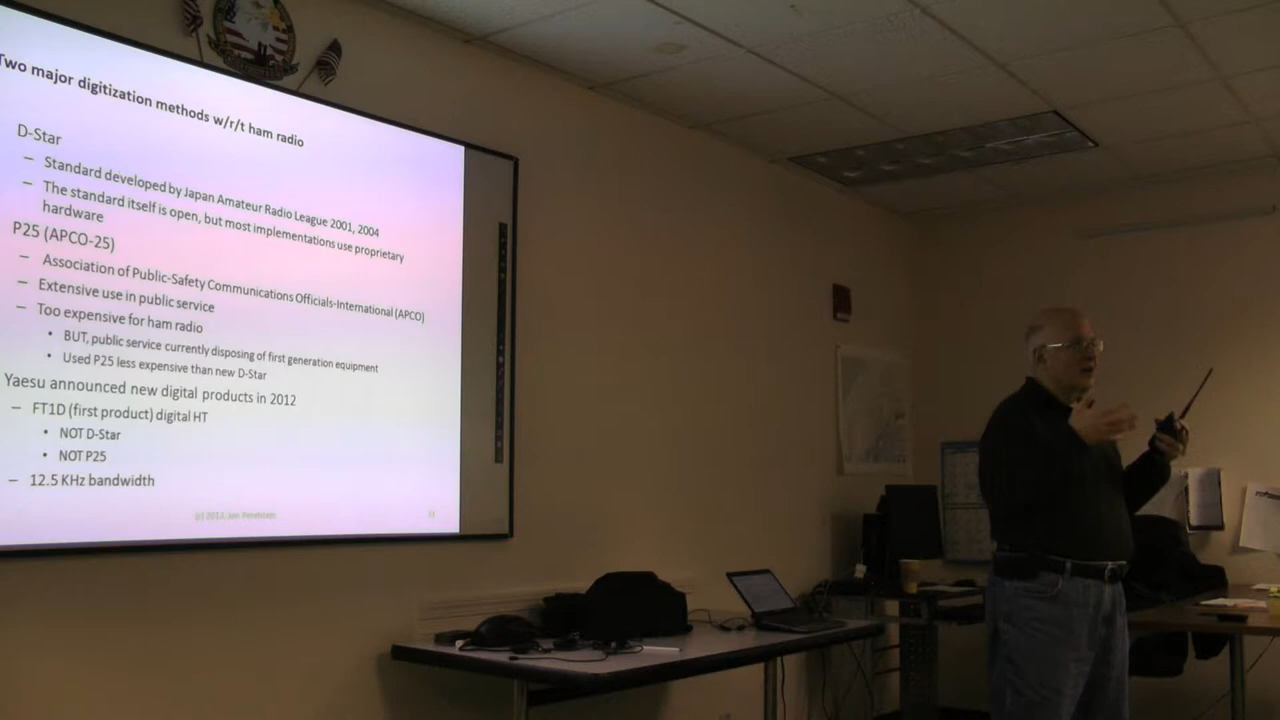 Two major digitization methods w/r/t ham radio
D-Star
– Standard developed by Japan Amateur Radio League 2001, 2004
– The standard itself is open, but most implementations use proprietary
hardware
P25 (APCO-25)
– Association of Public-Safety Communications Officials-International (APCO)
– Extensive use in public service
– Too expensive for ham radio
• BUT, public service currently disposing of first generation equipment
• Used P25 less expensive than new D-Star
Yaesu announced new digital products in 2012
– FT1D (first product) digital HT
• NOT D-Star
• NOT P25
– 12.5 KHz bandwidth
(c) 2013, Jon Perelstein